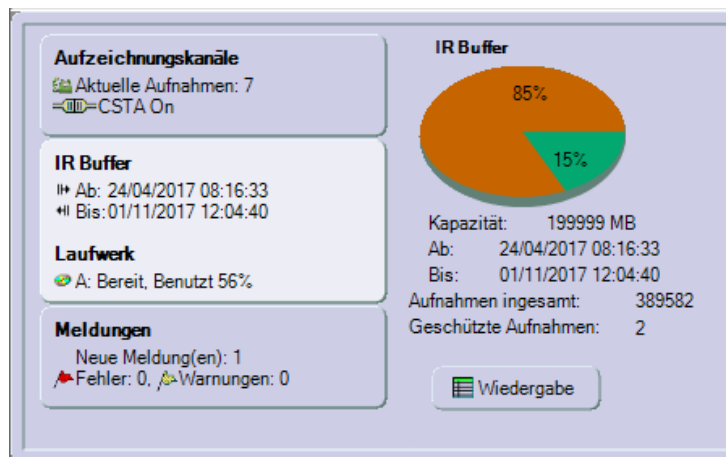 Aufzeichnungskanäle
Aktuelle Aufnahmen: 7
CSTA On
IR Buffer
Ab: 24/04/2017 08:16:33
Bis: 01/11/2017 12:04:40
Laufwerk
A: Bereit, Benutzt 56%
Meldungen
Neue Meldung(en): 1
Fehler: 0, Warnungen: 0
IR Buffer
85%
15%
Kapazität: 199999 MB
Ab: 24/04/2017 08:16:33
Bis: 01/11/2017 12:04:40
Aufnahmen ingesamt: 389582
Geschützte Aufnahmen: 2
Wiedergabe